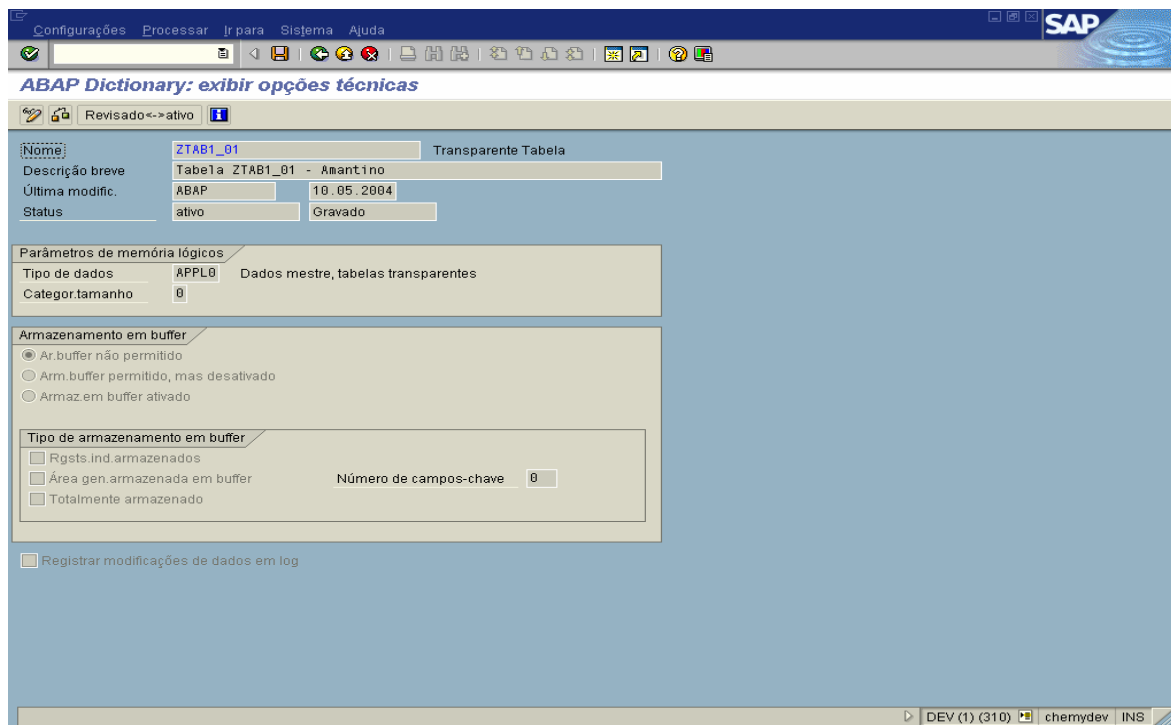 Configurações Processar Ir para Sistema Ajuda
SAP
ABAP Dictionary: exibir opções técnicas
Revisado<->ativo
Nome ZTAB1_01 Transparente Tabela
Descrição breve Tabela ZTAB1_01 - Amantino
Última modific. ABAP 10.05.2004
Status ativo Gravado
Parâmetros de memória lógicos
Tipo de dados APPL0 Dados mestre, tabelas transparentes
Categor.tamanho 0
Armazenamento em buffer
Ar.buffer não permitido
Arm.buffer permitido, mas desativado
Armaz.em buffer ativado
Tipo de armazenamento em buffer
Rgsts.ind.armazenados
Área gen.armazenada em buffer Número de campos-chave 0
Totalmente armazenado
Registrar modificações de dados em log
DEV (1) (310) chemydev INS